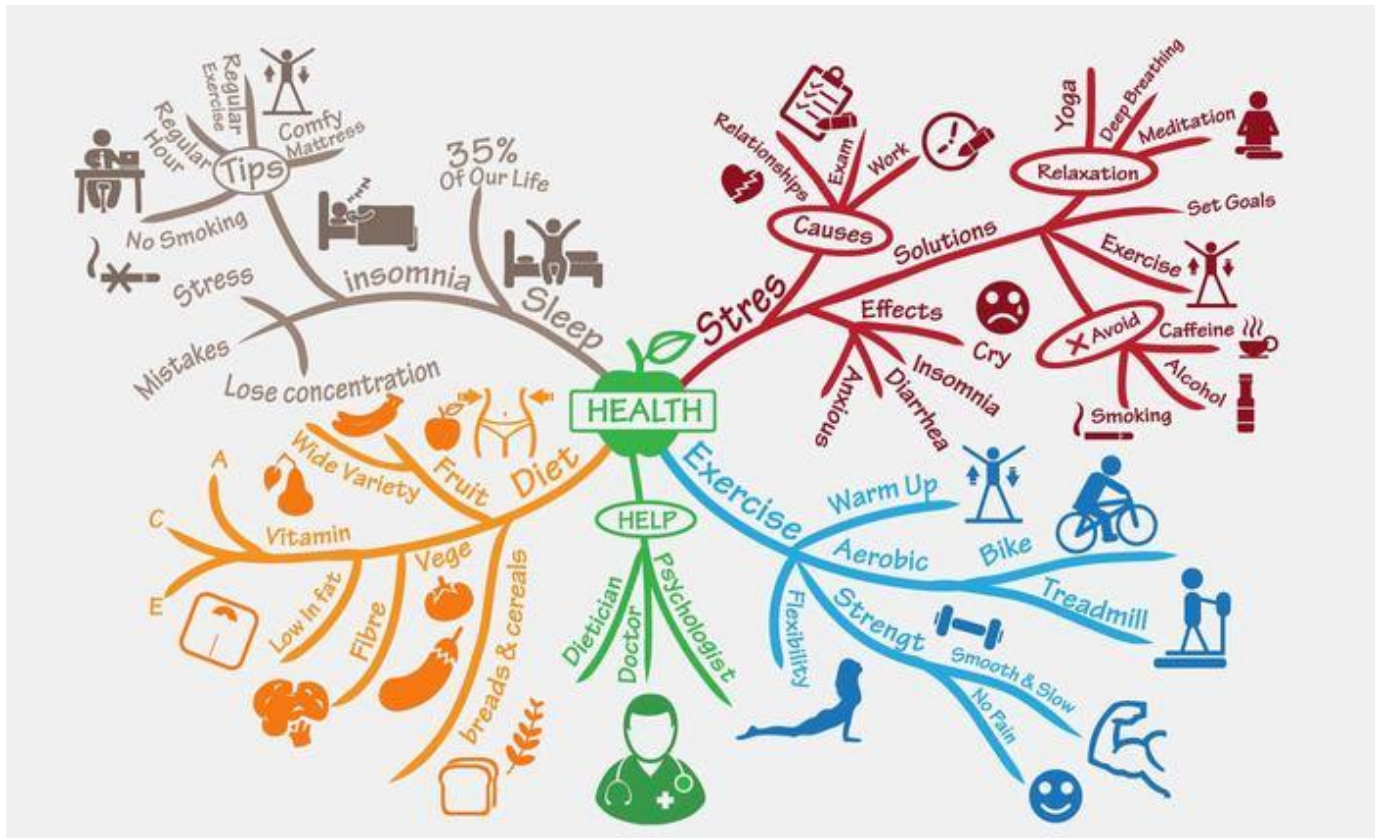 HEALTH
Sleep
35%
Of Our Life
insomnia
Tips
No Smoking
Regular
Hour
Regular
Exercise
Comfy
Mattress
Stress
Mistakes
Lose concentration
Stres
Causes
Relationships
Exam
Work
Solutions
Relaxation
Yoga
Deep Breathing
Meditation
Set Goals
Exercise
Avoid
Caffeine
Alcohol
Smoking
Effects
Cry
Insomnia
Diarrhea
Anxious
Exercise
Warm Up
Aerobic
Bike
Treadmill
Strengt
Smooth & Slow
No Pain
Flexibility
HELP
Dietician
Doctor
Psychologist
Diet
Fruit
Wide Variety
Vege
breads & cereals
Fibre
Low In fat
Vitamin
A
C
E